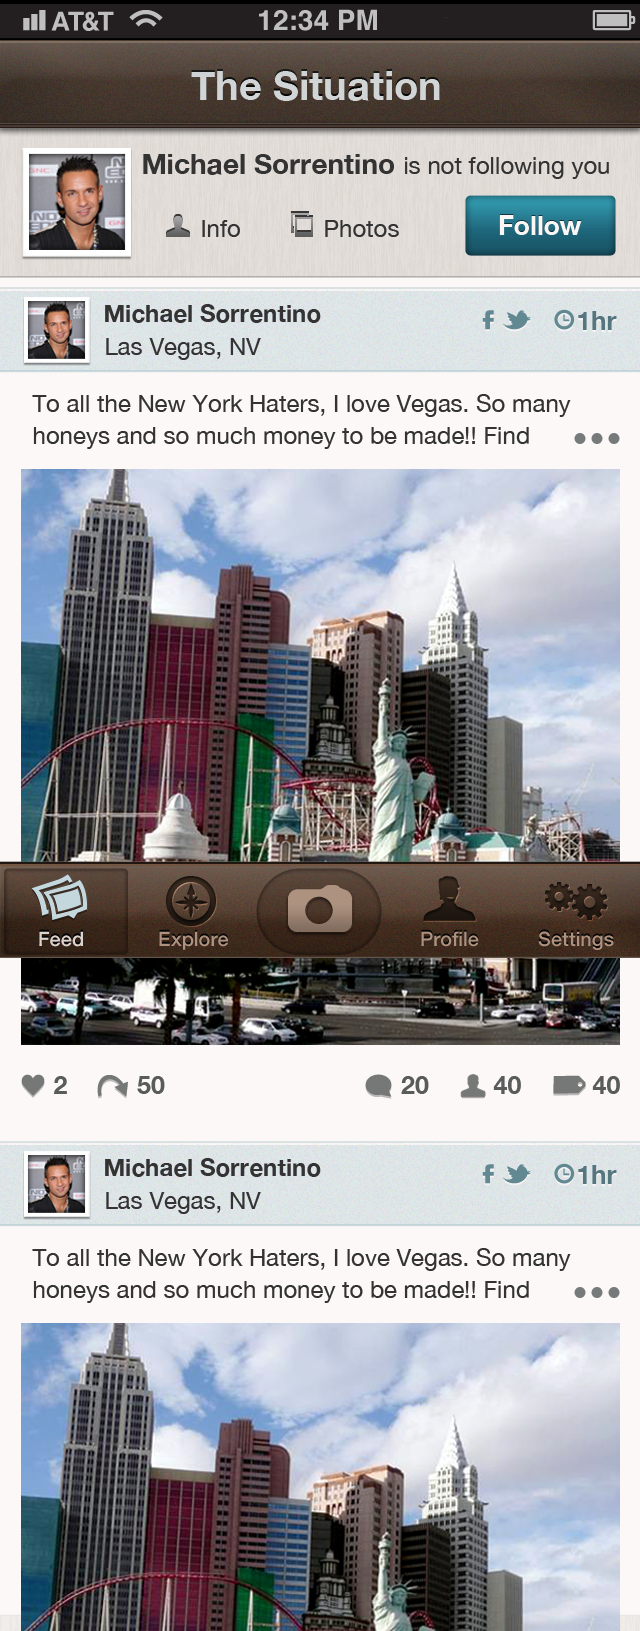 AT&T 12:34 PM
The Situation
Michael Sorrentino is not following you
Info Photos Follow
Michael Sorrentino
Las Vegas, NV
1hr
To all the New York Haters, I love Vegas. So many
honeys and so much money to be made!! Find
Feed Explore Profile Settings
2 50 20 40 40
Michael Sorrentino
Las Vegas, NV
1hr
To all the New York Haters, I love Vegas. So many
honeys and so much money to be made!! Find